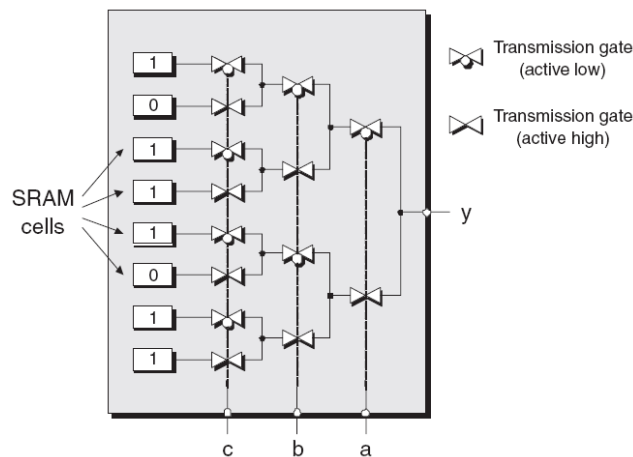 Transmission gate
(active low)
Transmission gate
(active high)
1
0
1
1
1
0
1
1
SRAM
cells
y
c b a